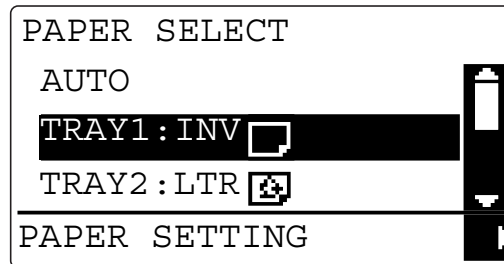 PAPER SELECT
AUTO
TRAY1:INV
TRAY2:LTR
PAPER SETTING